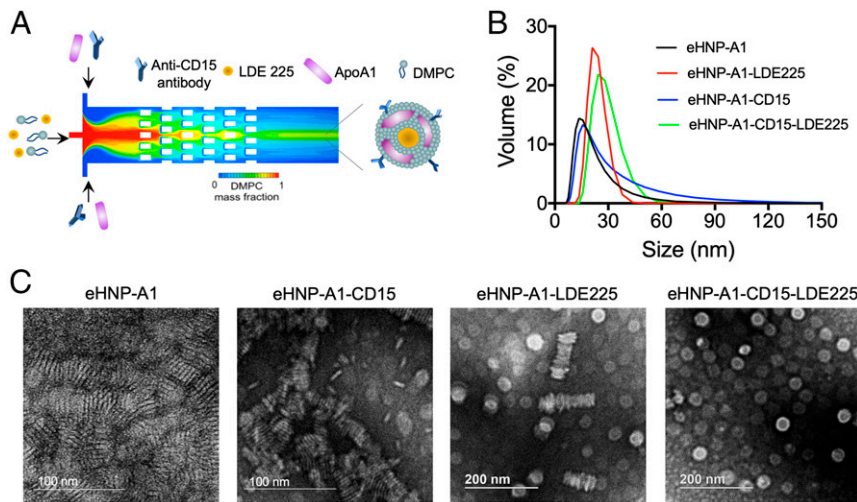 A
Anti-CD15
antibody
LDE 225
ApoA1
DMPC
0
1
DMPC
mass fraction
B
Volume (%)
30
20
10
0
0
30
60
90
120
150
Size (nm)
eHNP-A1
eHNP-A1-LDE225
eHNP-A1-CD15
eHNP-A1-CD15-LDE225
C
eHNP-A1
eHNP-A1-CD15
eHNP-A1-LDE225
eHNP-A1-CD15-LDE225
100 nm
100 nm
200 nm
200 nm